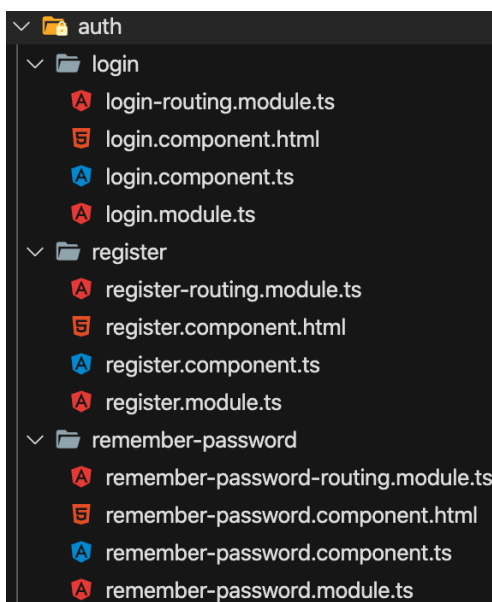 auth
login
login-routing.module.ts
login.component.html
login.component.ts
login.module.ts
register
register-routing.module.ts
register.component.html
register.component.ts
register.module.ts
remember-password
remember-password-routing.module.ts
remember-password.component.html
remember-password.component.ts
remember-password.module.ts